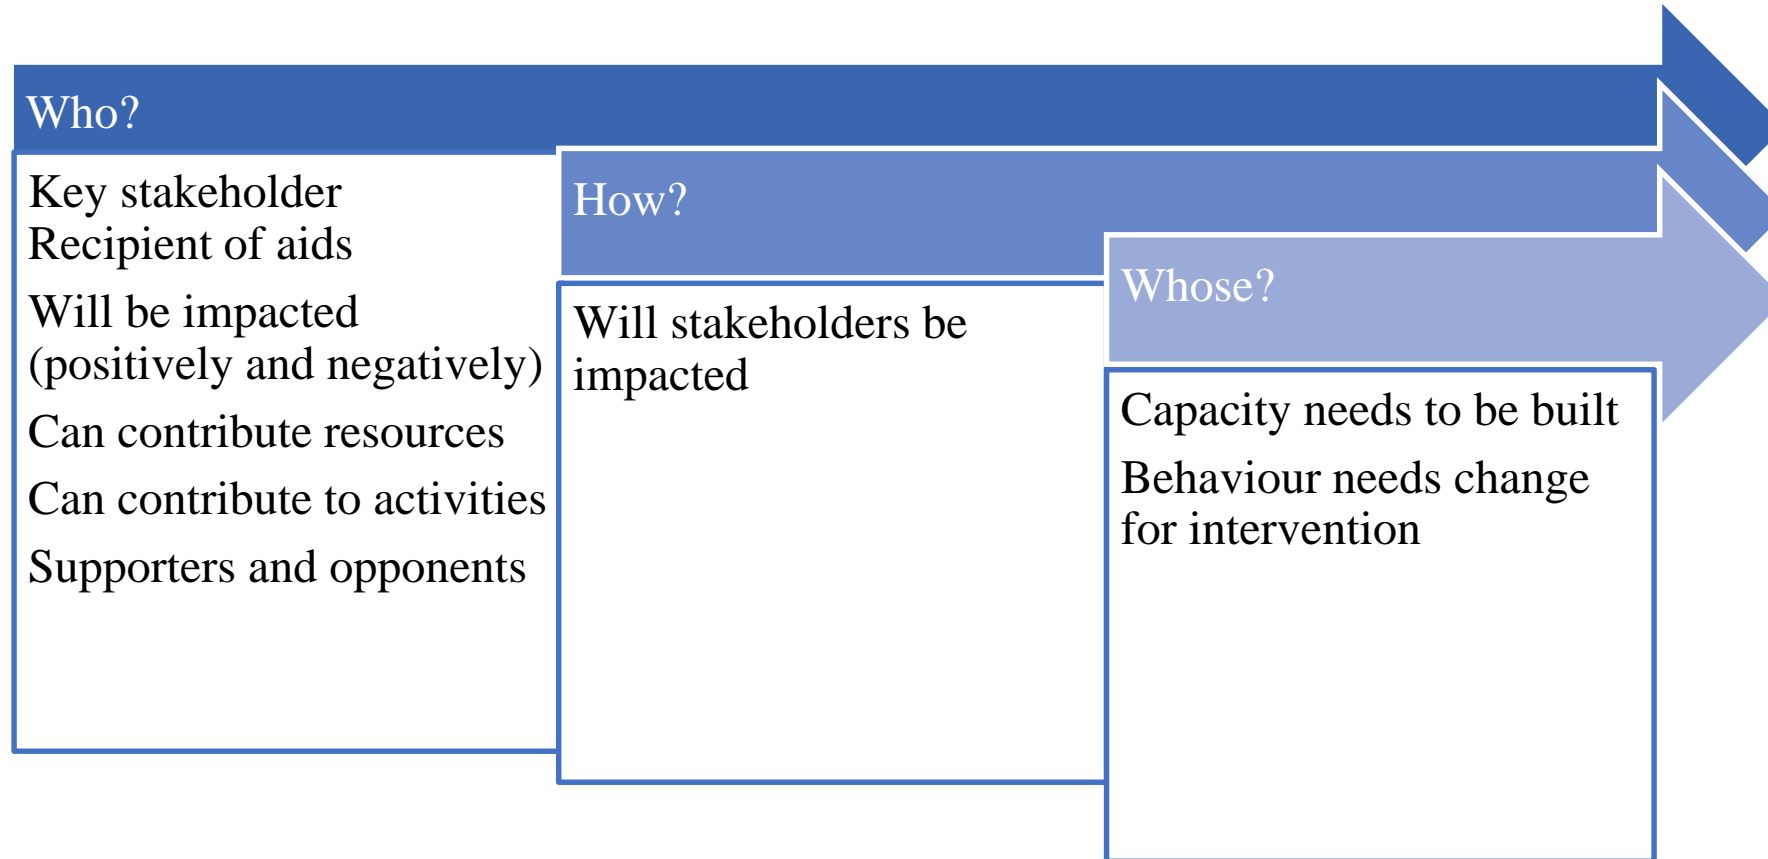 Who?
Key stakeholder
Recipient of aids
Will be impacted
(positively and negatively)
Can contribute resources
Can contribute to activities
Supporters and opponents
How?
Will stakeholders be
impacted
Whose?
Capacity needs to be built
Behaviour needs change
for intervention